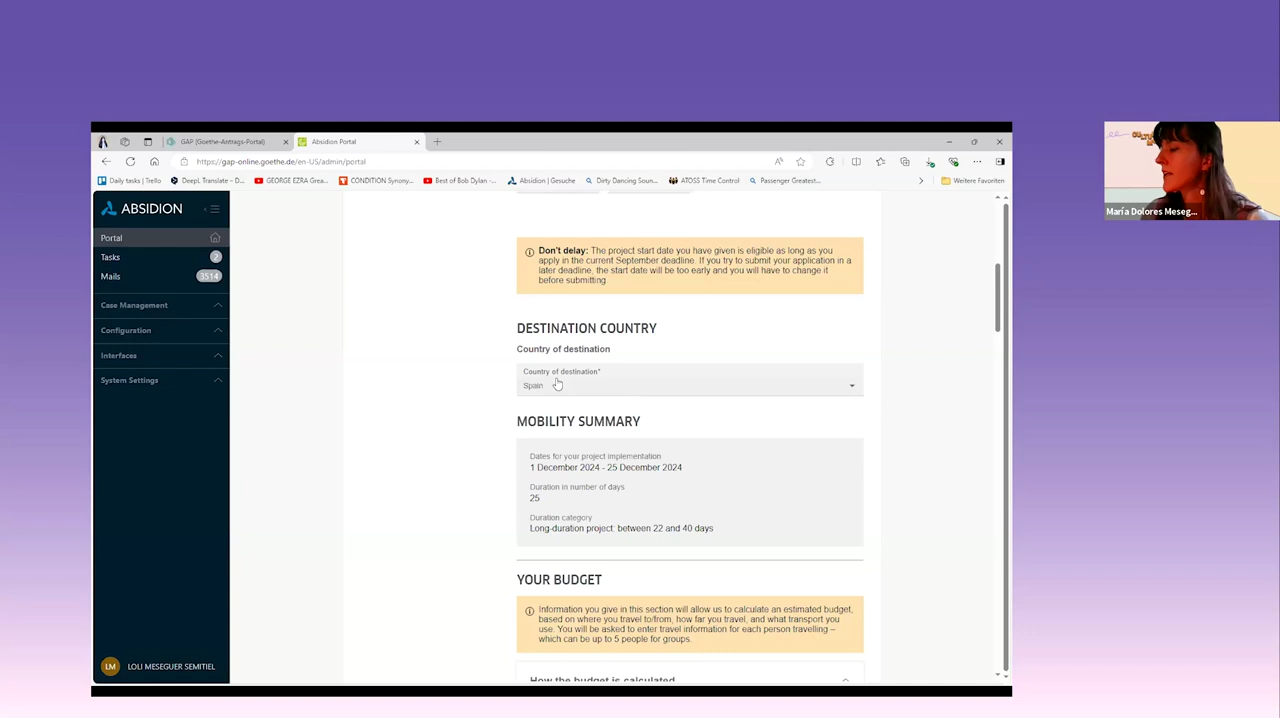 GAP (Goethe-Antrags-Portal)
Absidion Portal
https://gap-online.goethe.de/en-US/admin/portal
Daily tasks | Trello
DeepL Translate – D...
GEORGE EZRA Grea...
CONDITION Synony...
Best of Bob Dylan -...
Absidion | Gesuche
Dirty Dancing Soun...
ATOSS Time Control
Passenger Greatest...
Weitere Favoriten
ABSIDION
Portal
Tasks
2
Mails
3514
Case Management
Configuration
Interfaces
System Settings
LM
LOLI MESEGUER SEMITIEL
Don't delay: The project start date you have given is eligible as long as you
apply in the current September deadline. If you try to submit your application in a
later deadline, the start date will be too early and you will have to change it
before submitting.
DESTINATION COUNTRY
Country of destination
Country of destination*
Spain
MOBILITY SUMMARY
Dates for your project implementation
1 December 2024 - 25 December 2024
Duration in number of days
25
Duration category
Long-duration project: between 22 and 40 days
YOUR BUDGET
Information you give in this section will allow us to calculate an estimated budget,
based on where you travel to/from, how far you travel, and what transport you
use. You will be asked to enter travel information for each person travelling –
which can be up to 5 people for groups.
How the budget is calculated
María Dolores Meseg...